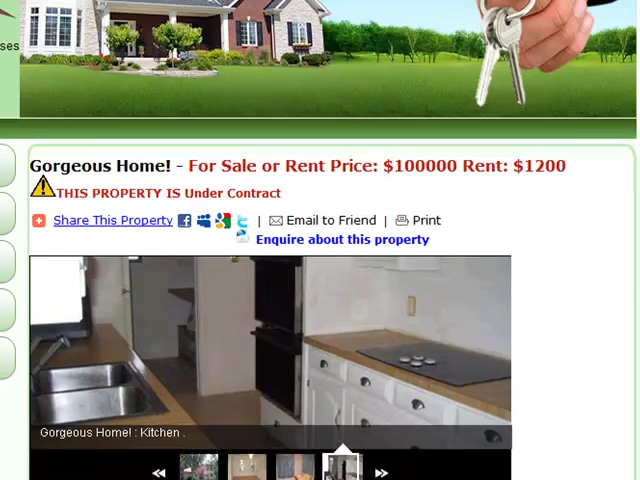 ses
Gorgeous Home! - For Sale or Rent Price: $100000 Rent: $1200
THIS PROPERTY IS Under Contract
Share This Property | Email to Friend | Print
Enquire about this property
Gorgeous Home! : Kitchen .